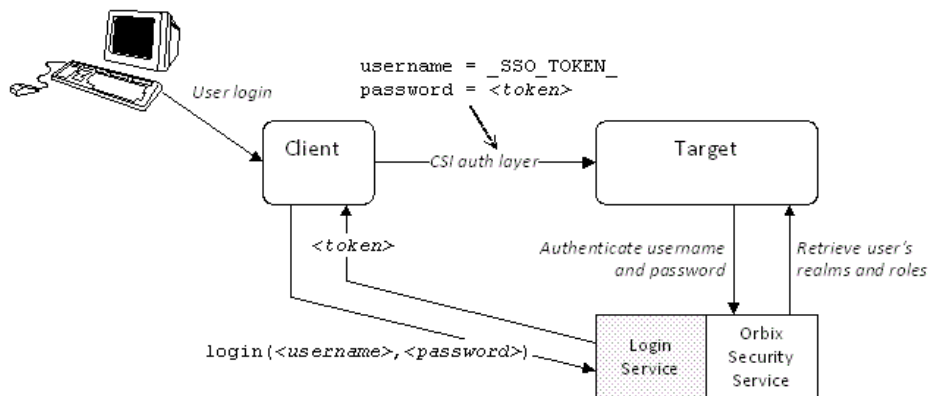 username = _SSO_TOKEN_
password = <token>
User login
Client
CSI auth layer
Target
<token>
Authenticate username
and password
Retrieve user's
realms and roles
login(<username>,<password>)
Login
Service
Orbix
Security
Service